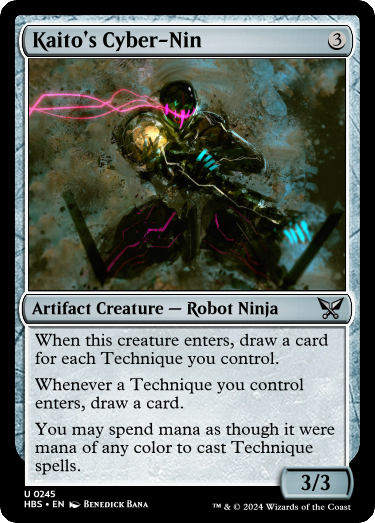 Kaito's Cyber-Nin 3
Artifact Creature — Robot Ninja
When this creature enters, draw a card
for each Technique you control.
Whenever a Technique you control
enters, draw a card.
You may spend mana as though it were
mana of any color to cast Technique
spells.
3/3
U 0245
HBS • EN Benedick Bana
™ & © 2024 Wizards of the Coast